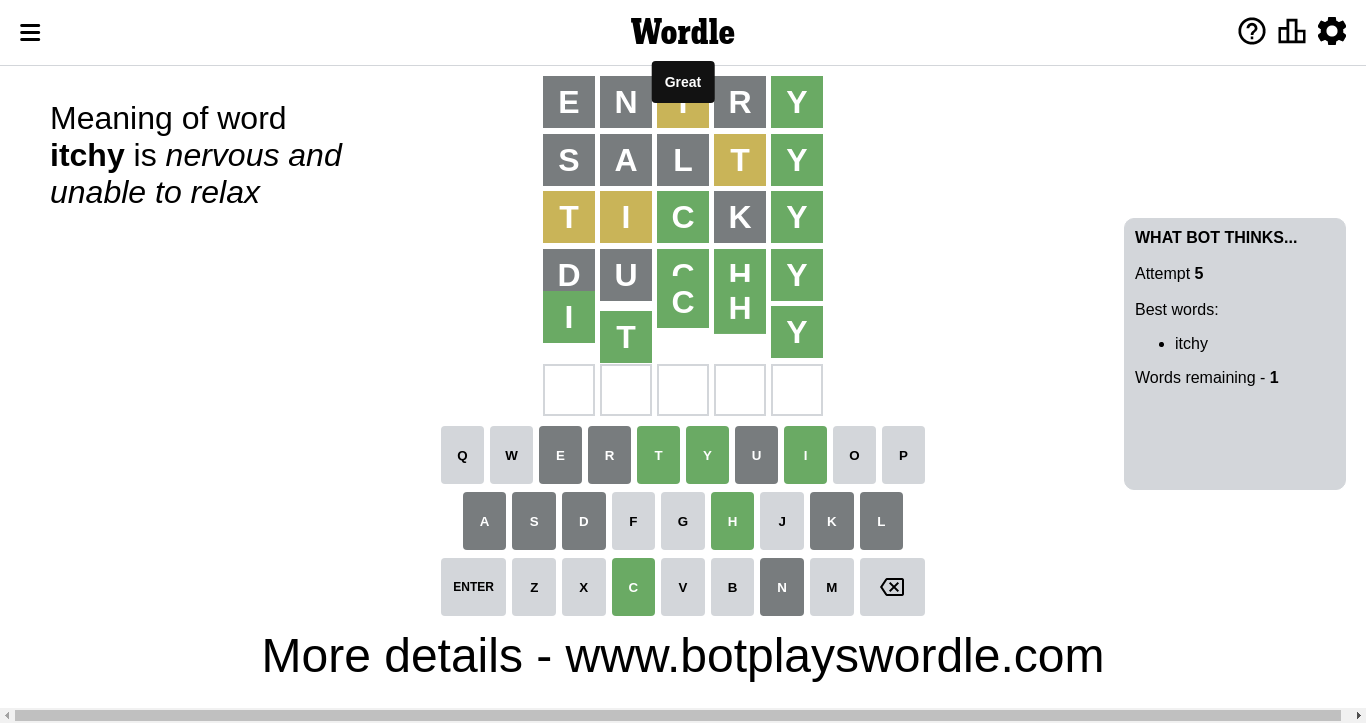 Wordle
Great
Meaning of word
itchy is nervous and
unable to relax
E N R Y
S A L T Y
T I C K Y
D U C H Y
I T C H Y
WHAT BOT THINKS...
Attempt 5
Best words:
itchy
Words remaining - 1
Q W E R T Y U I O P
A S D F G H J K L
ENTER Z X C V B N M
More details - www.botplayswordle.com